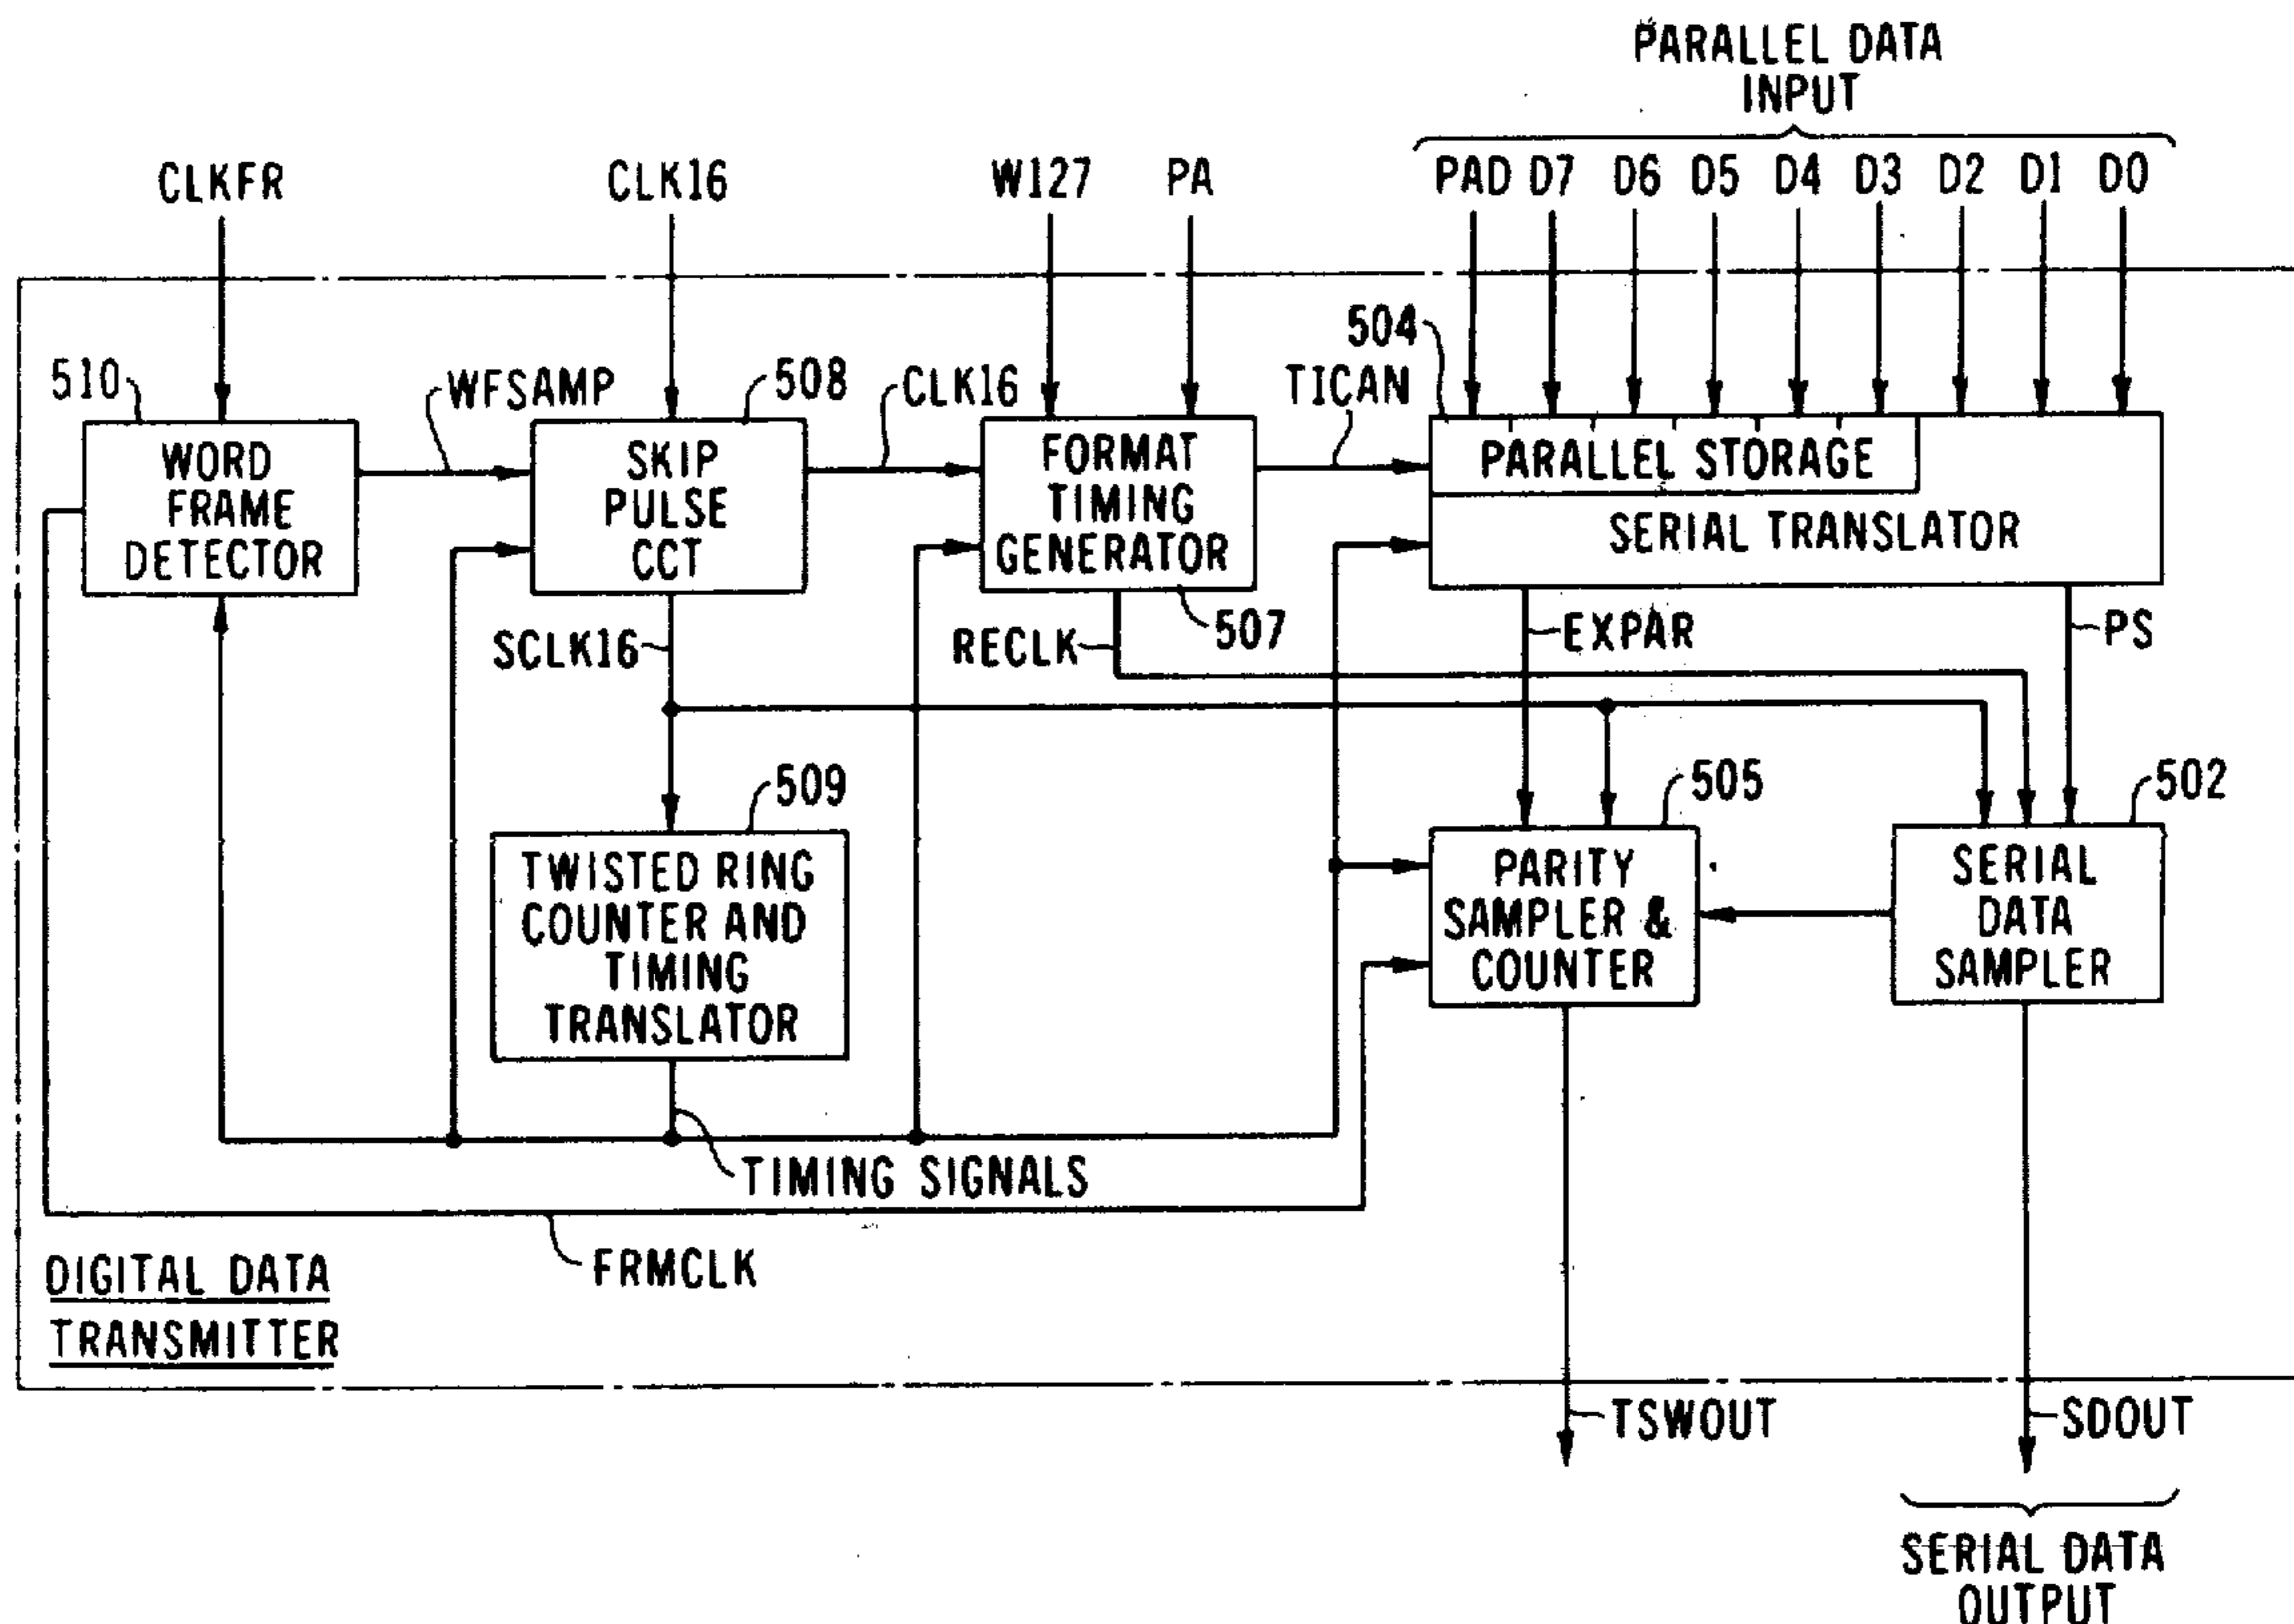 PARALLEL DATA
INPUT
CLKFR
CLK16
W127
PA
PAD D7 D6 D5 D4 D3 D2 D1 D0
510
WFSAMP
508
CLK16
TICAN
504
WORD
FRAME
DETECTOR
SKIP
PULSE
CCT
FORMAT
TIMING
GENERATOR
PARALLEL STORAGE
SERIAL TRANSLATOR
SCLK16
RECLK
507
EXPAR
PS
509
505
502
TWISTED RING
COUNTER AND
TIMING
TRANSLATOR
PARITY
SAMPLER &
COUNTER
SERIAL
DATA
SAMPLER
TIMING SIGNALS
FRMCLK
DIGITAL DATA
TRANSMITTER
TSWOUT
SDOUT
SERIAL DATA
OUTPUT